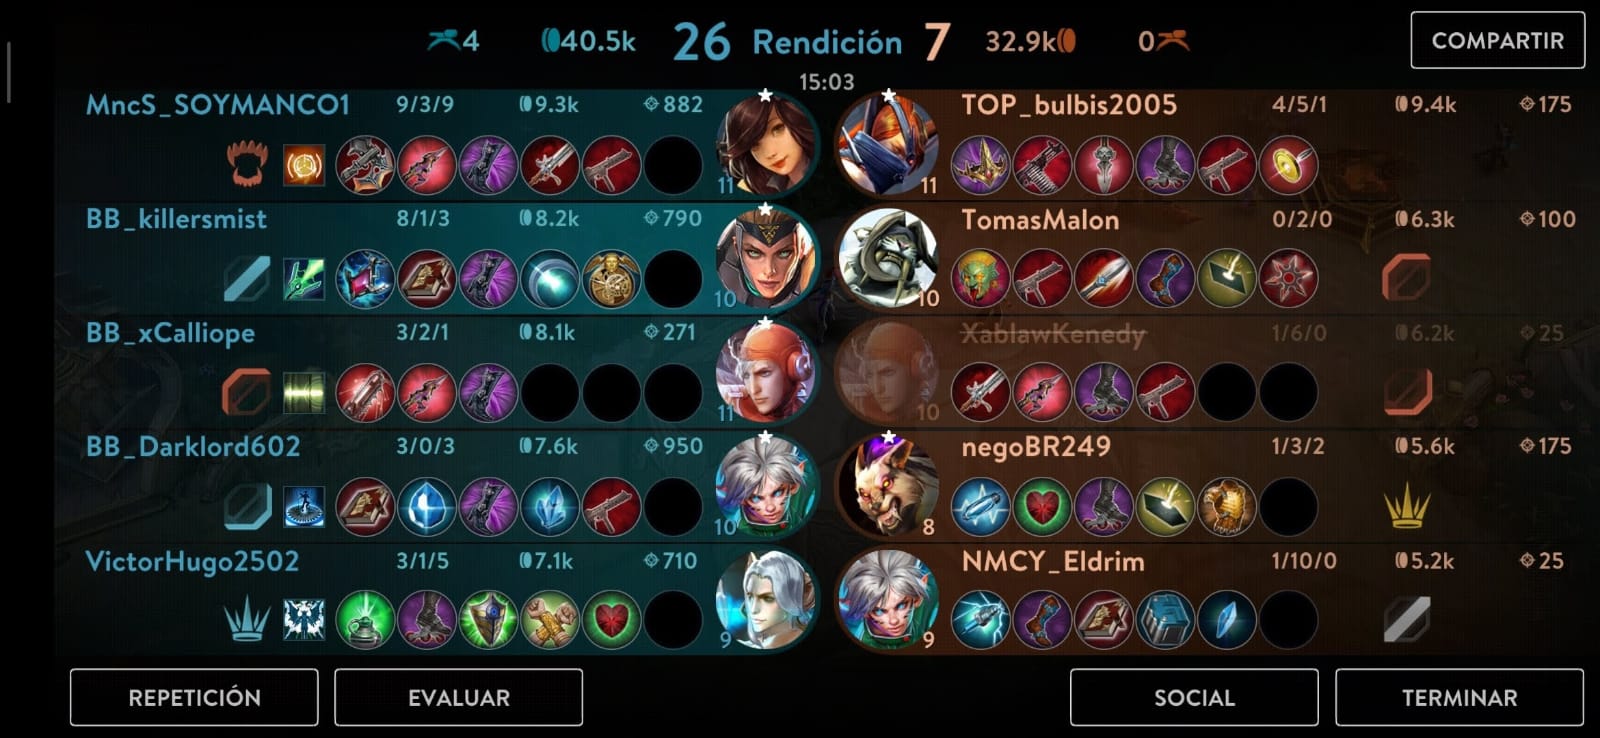 4 40.5k 26 Rendición 7 32.9k 0 COMPARTIR
15:03
MncS_SOYMANCO1 9/3/9 9.3k 882 TOP_bulbis2005 4/5/1 9.4k 175
11 11
BB_killersmist 8/1/3 8.2k 790 TomasMalon 0/2/0 6.3k 100
10 10
BB_xCalliope 3/2/1 8.1k 271 XablawKenedy 1/6/0 6.2k 25
11 10
BB_Darklord602 3/0/3 7.6k 950 negoBR249 1/3/2 5.6k 175
10 8
VictorHugo2502 3/1/5 7.1k 710 NMCY_Eldrim 1/10/0 5.2k 25
9 9
REPETICIÓN EVALUAR SOCIAL TERMINAR